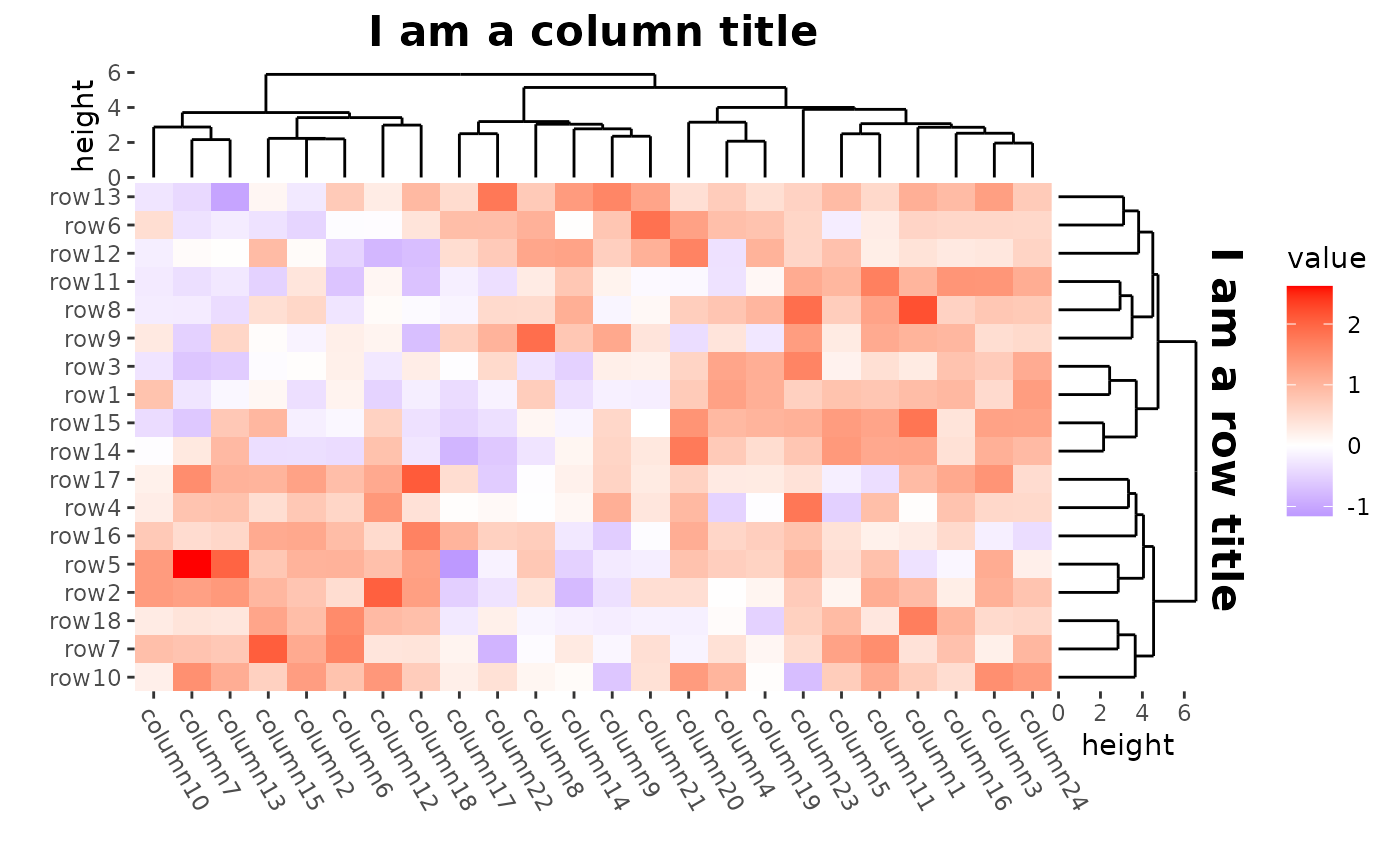 I am a column title
height
6
4
2
0
row13
row6
row12
row11
row8
row9
row3
row1
row15
row14
row17
row4
row16
row5
row2
row18
row7
row10
column10
column7
column13
column15
column2
column6
column12
column18
column17
column22
column8
column14
column9
column21
column20
column4
column19
column23
column5
column11
column1
column16
column3
column24
0 2 4 6
height
I am a row title
value
2
1
0
-1